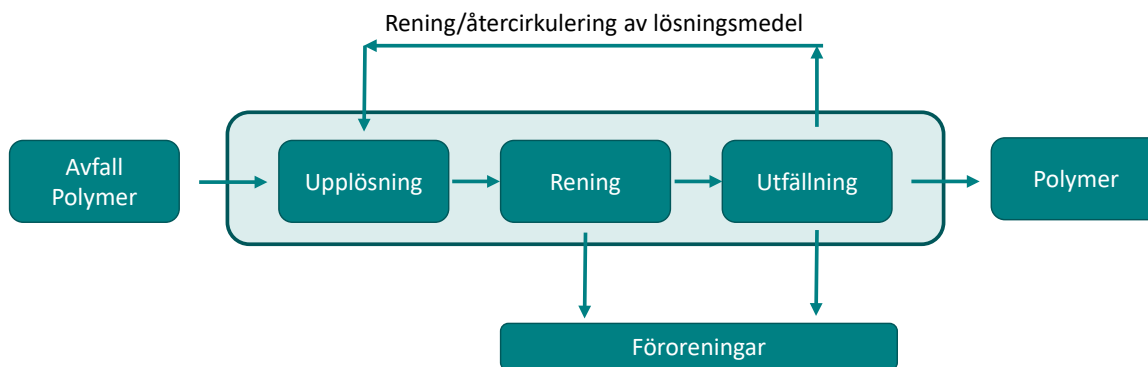 Rening/återcirkulering av lösningsmedel
Avfall
Polymer
Upplösning
Rening
Utfällning
Polymer
Föroreningar